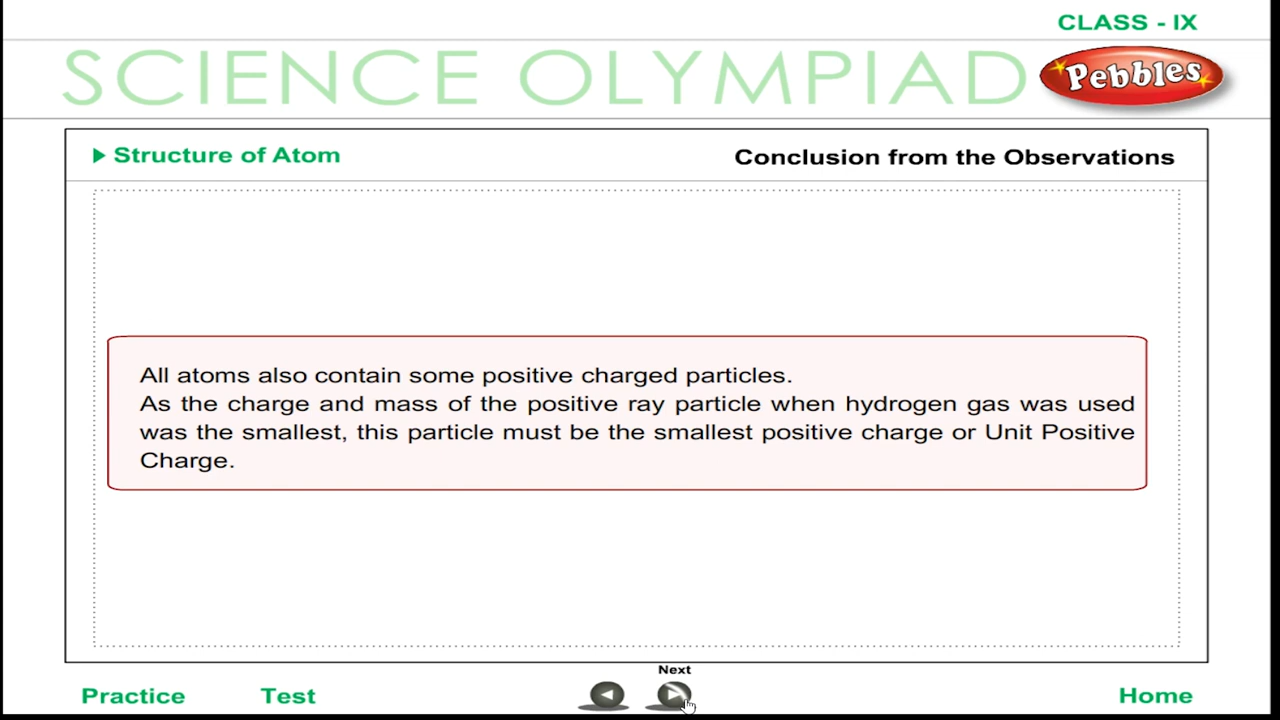 CLASS - IX
SCIENCE OLYMPIAD
Pebbles
Structure of Atom
Conclusion from the Observations
All atoms also contain some positive charged particles.
As the charge and mass of the positive ray particle when hydrogen gas was used
was the smallest, this particle must be the smallest positive charge or Unit Positive
Charge.
Next
Practice
Test
Home